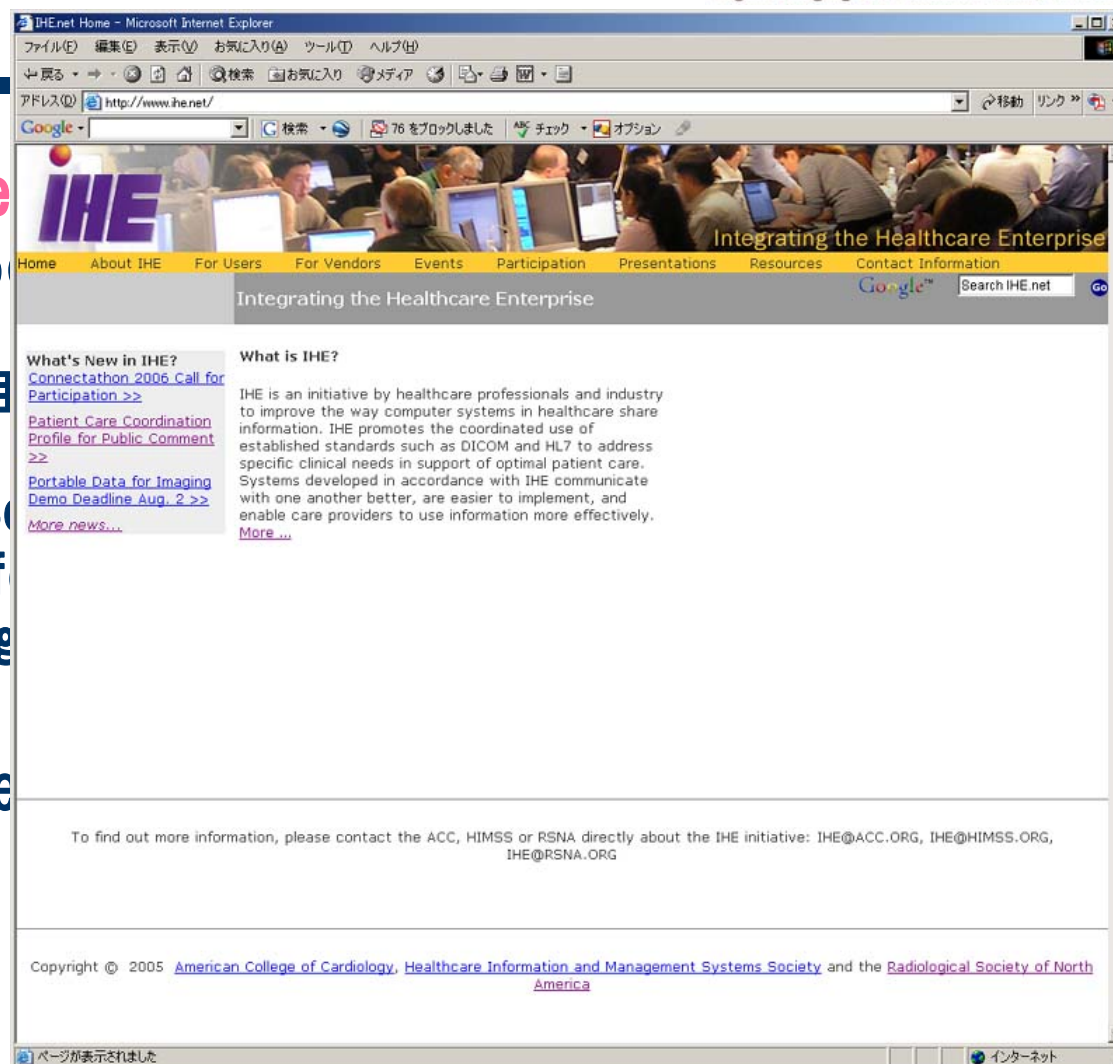 IHE.net Home - Microsoft Internet Explorer
ファイル(F) 編集(E) 表示(V) お気に入り(A) ツール(T) ヘルプ(H)
戻る 検索 お気に入り メディア
アドレス(D) http://www.ihe.net/ 移動 リンク »
Google 検索 76 をブロックしました ABC チェック オプション
IHE
Integrating the Healthcare Enterprise
Home About IHE For Users For Vendors Events Participation Presentations Resources Contact Information
Integrating the Healthcare Enterprise Google™ Search IHE.net Go
What's New in IHE?
Connectathon 2006 Call for
Participation >>
Patient Care Coordination
Profile for Public Comment
>>
Portable Data for Imaging
Demo Deadline Aug. 2 >>
More news...
What is IHE?
IHE is an initiative by healthcare professionals and industry
to improve the way computer systems in healthcare share
information. IHE promotes the coordinated use of
established standards such as DICOM and HL7 to address
specific clinical needs in support of optimal patient care.
Systems developed in accordance with IHE communicate
with one another better, are easier to implement, and
enable care providers to use information more effectively.
More ...
To find out more information, please contact the ACC, HIMSS or RSNA directly about the IHE initiative: IHE@ACC.ORG, IHE@HIMSS.ORG,
IHE@RSNA.ORG
Copyright © 2005 American College of Cardiology, Healthcare Information and Management Systems Society and the Radiological Society of North
America
ページが表示されました インターネット